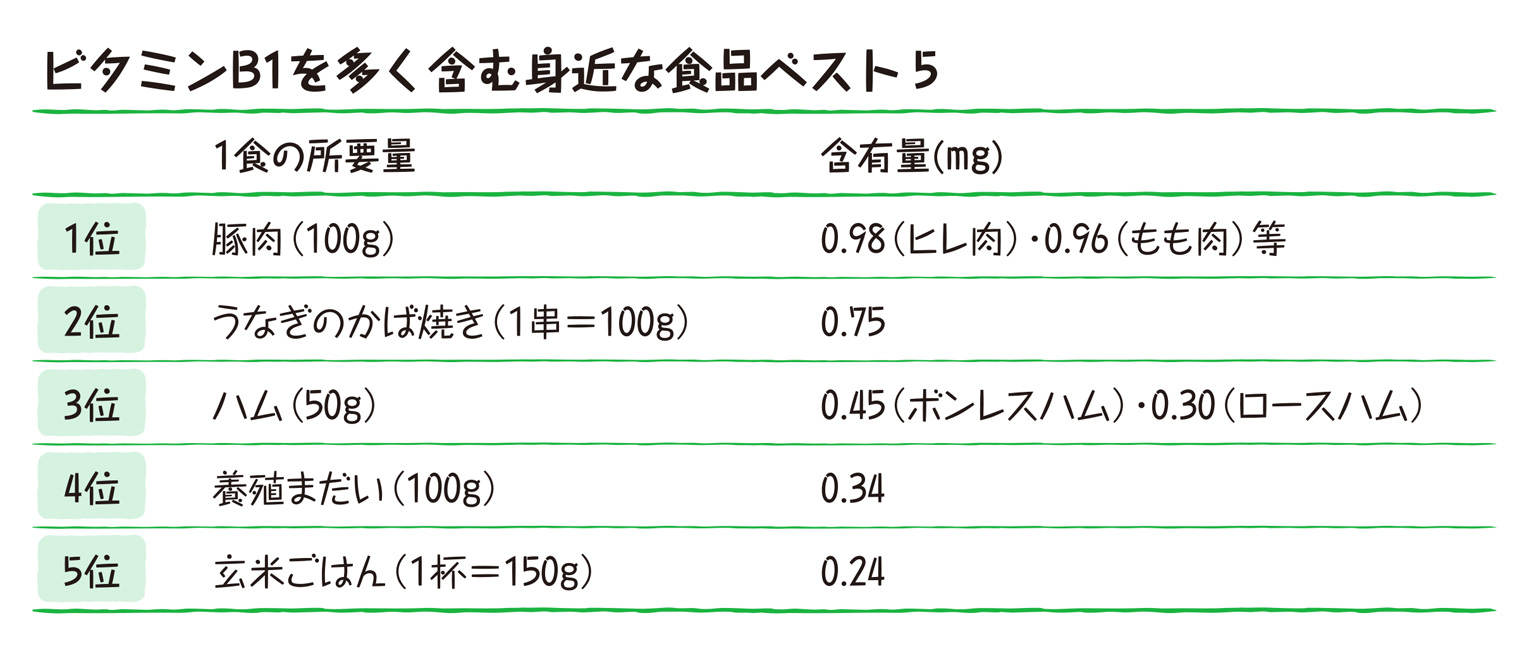 ビタミンB1を多く含む身近な食品ベスト5
1食の所要量 含有量(mg)
1位 豚肉(100g) 0.98(ヒレ肉)・0.96(もも肉)等
2位 うなぎのかば焼き(1串=100g) 0.75
3位 ハム(50g) 0.45(ボンレスハム)・0.30(ロースハム)
4位 養殖まだい(100g) 0.34
5位 玄米ごはん(1杯=150g) 0.24